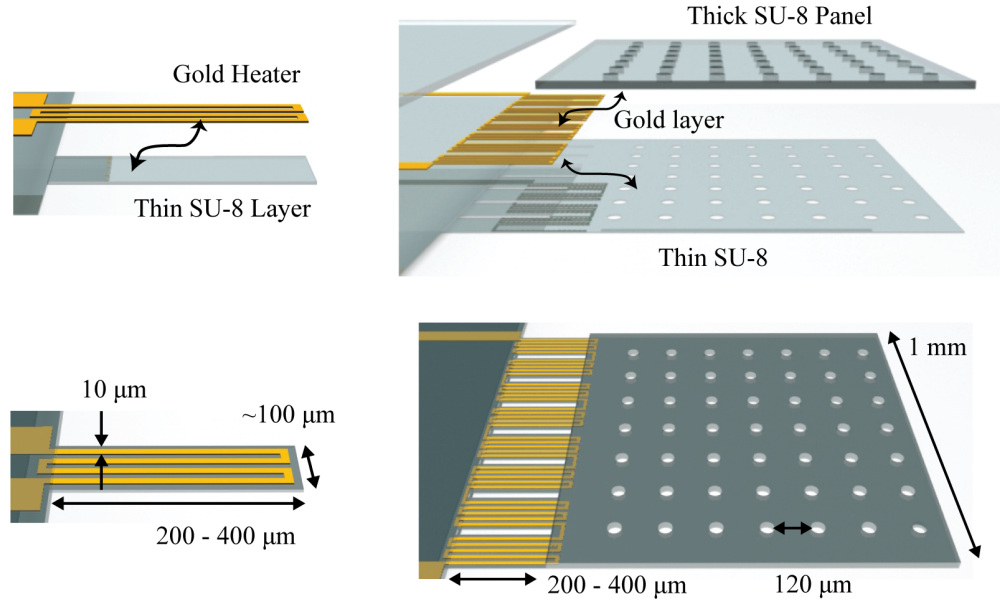 Thick SU-8 Panel
Gold Heater
Gold layer
Thin SU-8 Layer
Thin SU-8
10 μm
~100 μm
200 - 400 μm
1 mm
200 - 400 μm
120 μm